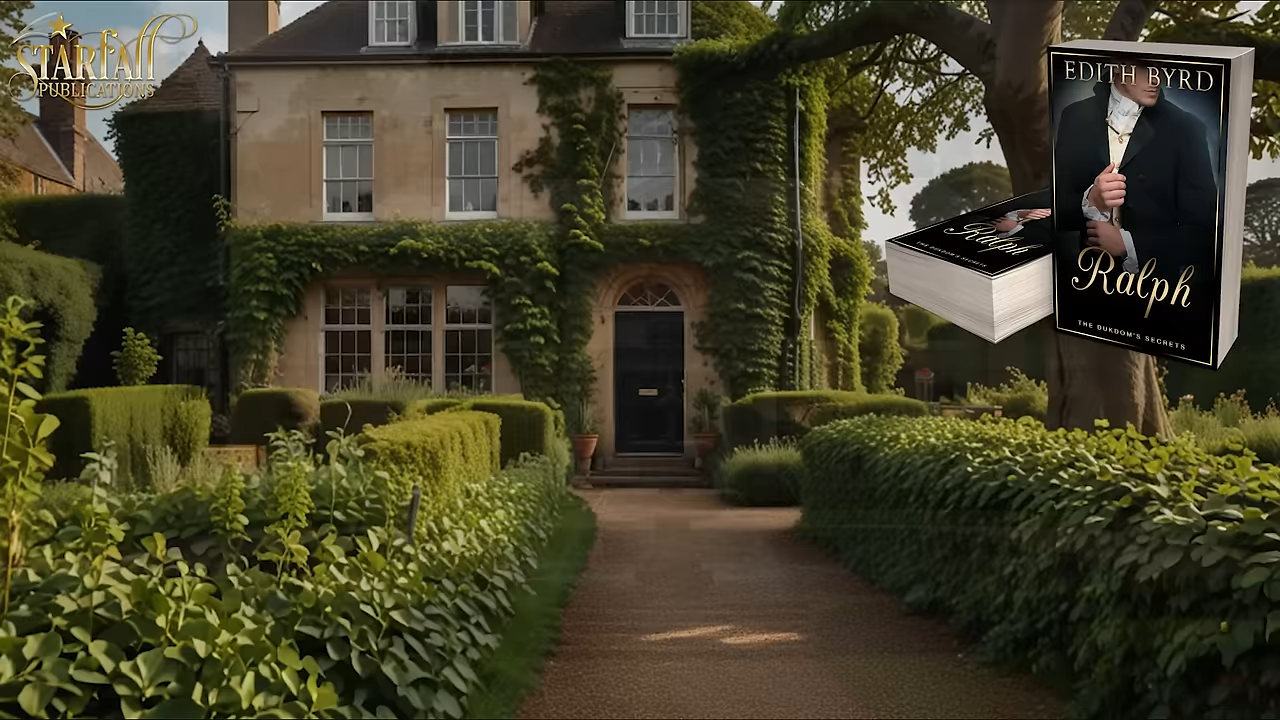 STARfAll
PUBLICATIONS
EDITH BYRD
Ralph
THE DUKDOM'S SECRETS
Ralph
THE DUKDOM'S SECRETS